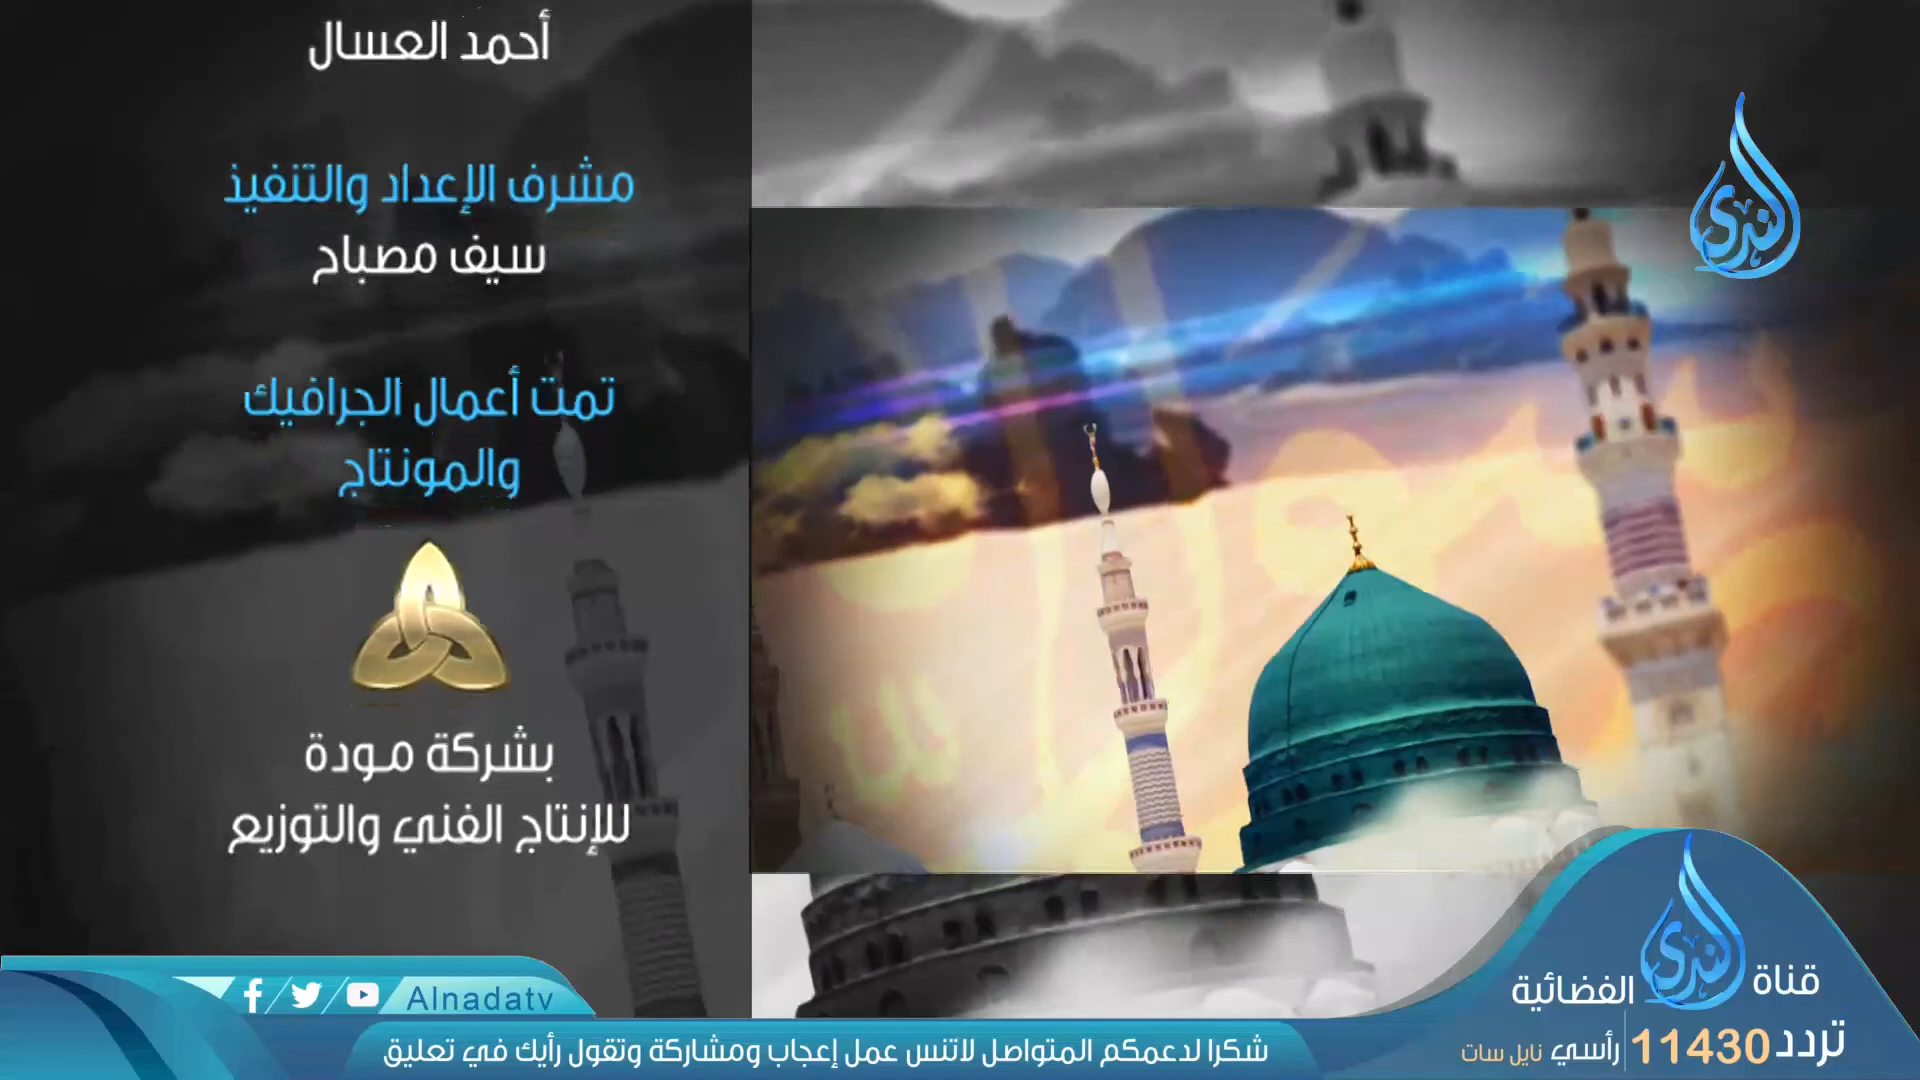 أحمد العسال
مشرف الإعداد والتنفيذ
سيف مصباح
تمت أعمال الجرافيك
والمونتاج
بشركة مودة
للإنتاج الفني والتوزيع
الندى
قناة الندى الفضائية
تردد 11430 رأسي نايل سات
Alnadatv
شكرا لدعمكم المتواصل لاتنس عمل إعجاب ومشاركة وتقول رأيك في تعليق